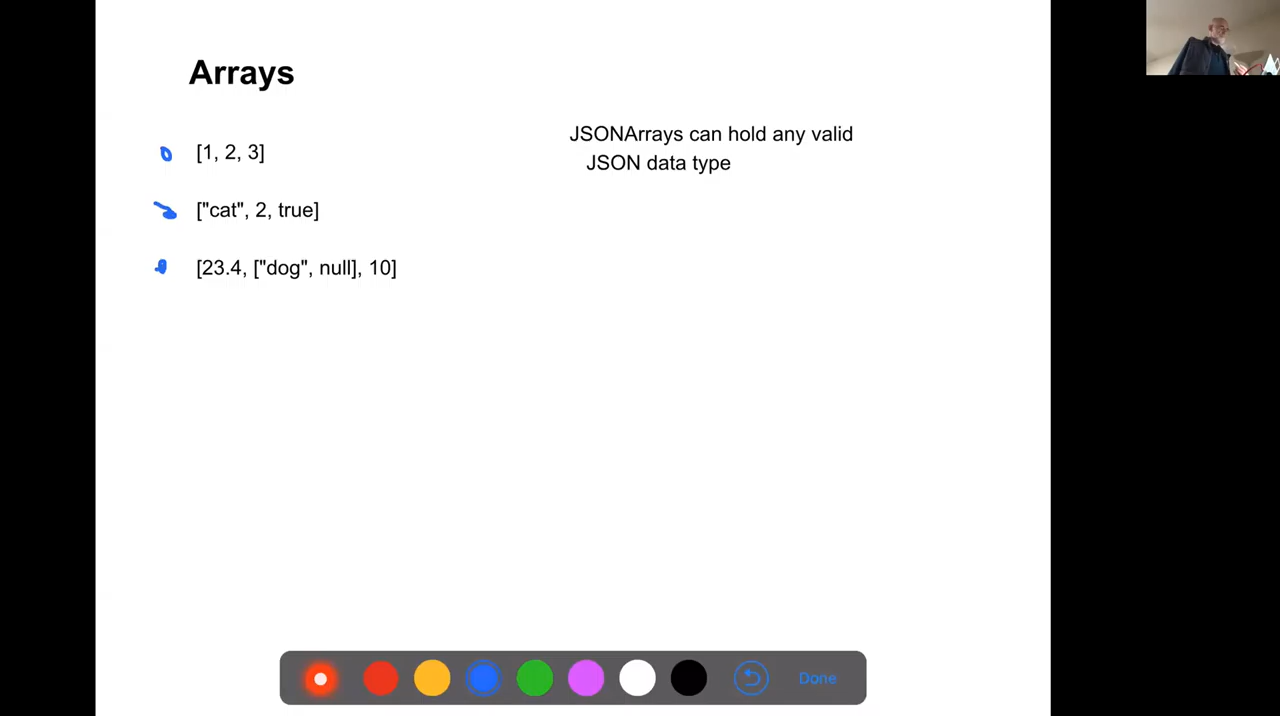 Arrays
[1, 2, 3]
["cat", 2, true]
[23.4, ["dog", null], 10]
JSONArrays can hold any valid
JSON data type
Done